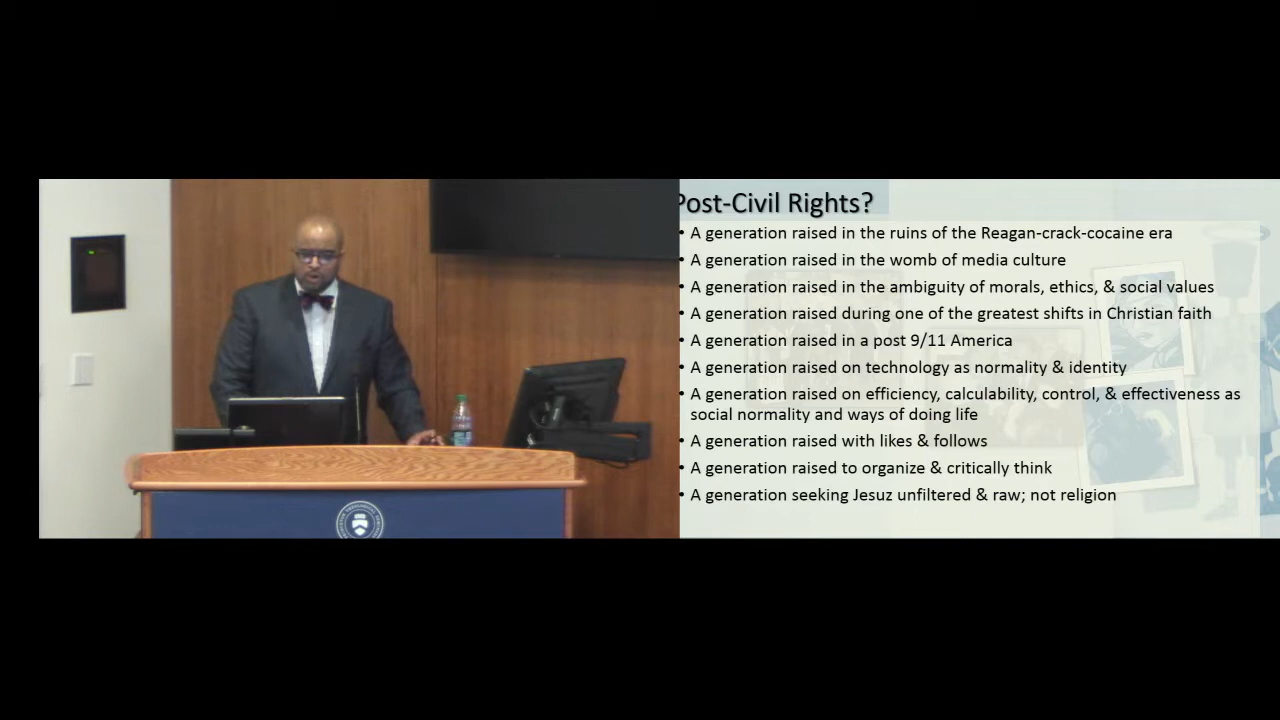 Post-Civil Rights?
• A generation raised in the ruins of the Reagan-crack-cocaine era
• A generation raised in the womb of media culture
• A generation raised in the ambiguity of morals, ethics, & social values
• A generation raised during one of the greatest shifts in Christian faith
• A generation raised in a post 9/11 America
• A generation raised on technology as normality & identity
• A generation raised on efficiency, calculability, control, & effectiveness as
social normality and ways of doing life
• A generation raised with likes & follows
• A generation raised to organize & critically think
• A generation seeking Jesuz unfiltered & raw; not religion